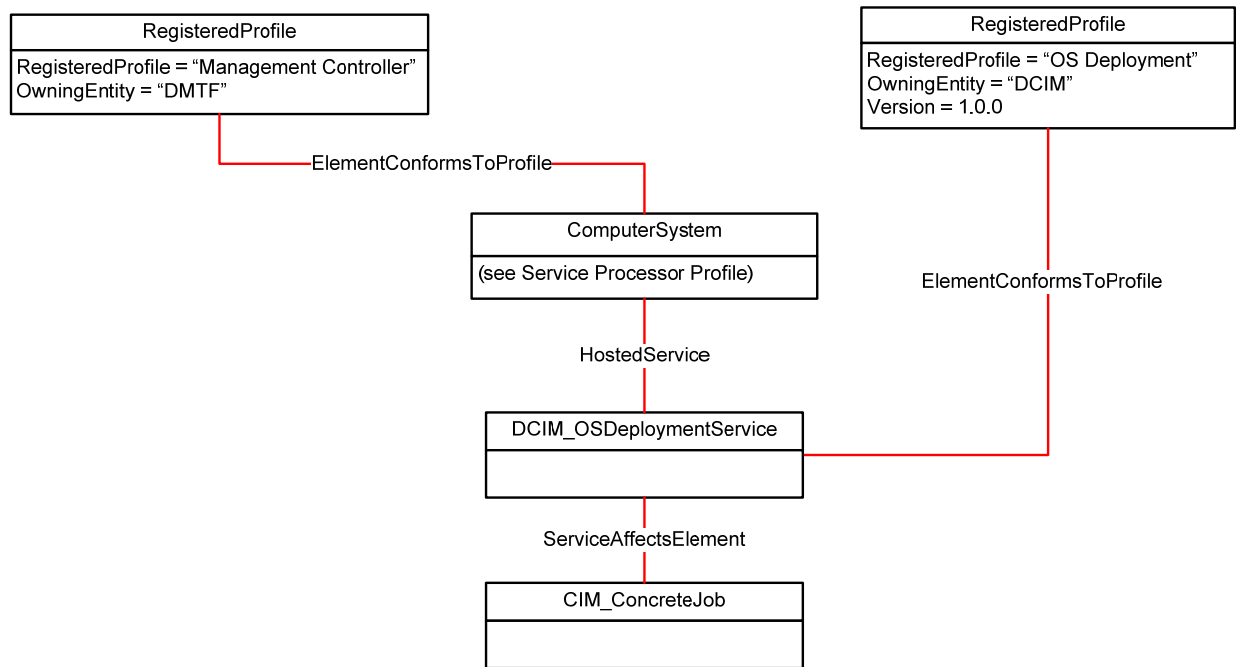 RegisteredProfile
RegisteredProfile = “Management Controller”
OwningEntity = “DMTF”
RegisteredProfile
RegisteredProfile = “OS Deployment”
OwningEntity = “DCIM”
Version = 1.0.0
ElementConformsToProfile
ComputerSystem
(see Service Processor Profile)
ElementConformsToProfile
HostedService
DCIM_OSDeploymentService
ServiceAffectsElement
CIM_ConcreteJob